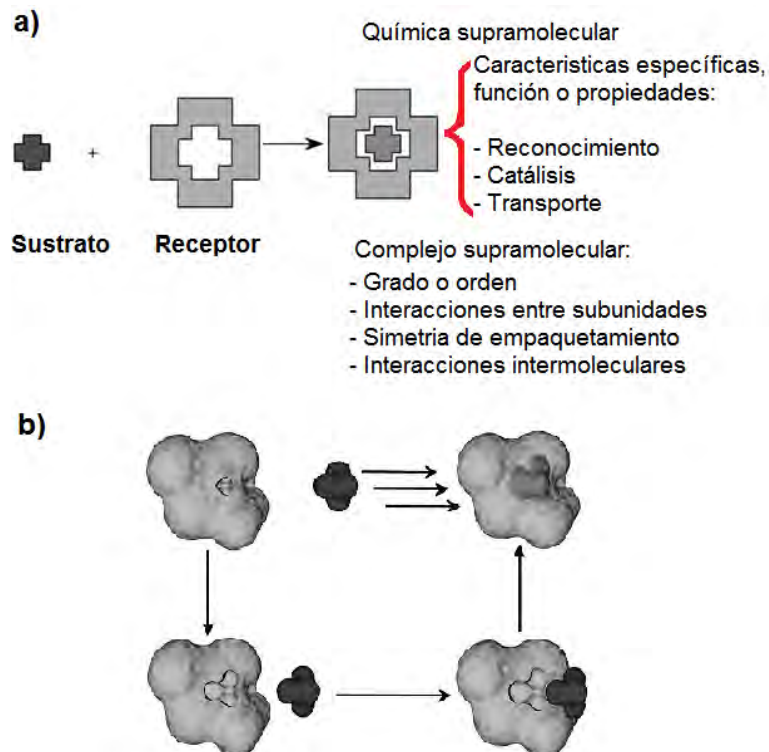 a)
Química supramolecular
Caracteristicas específicas,
función o propiedades:
- Reconocimiento
- Catálisis
- Transporte
+
Sustrato
Receptor
Complejo supramolecular:
- Grado o orden
- Interacciones entre subunidades
- Simetria de empaquetamiento
- Interacciones intermoleculares
b)